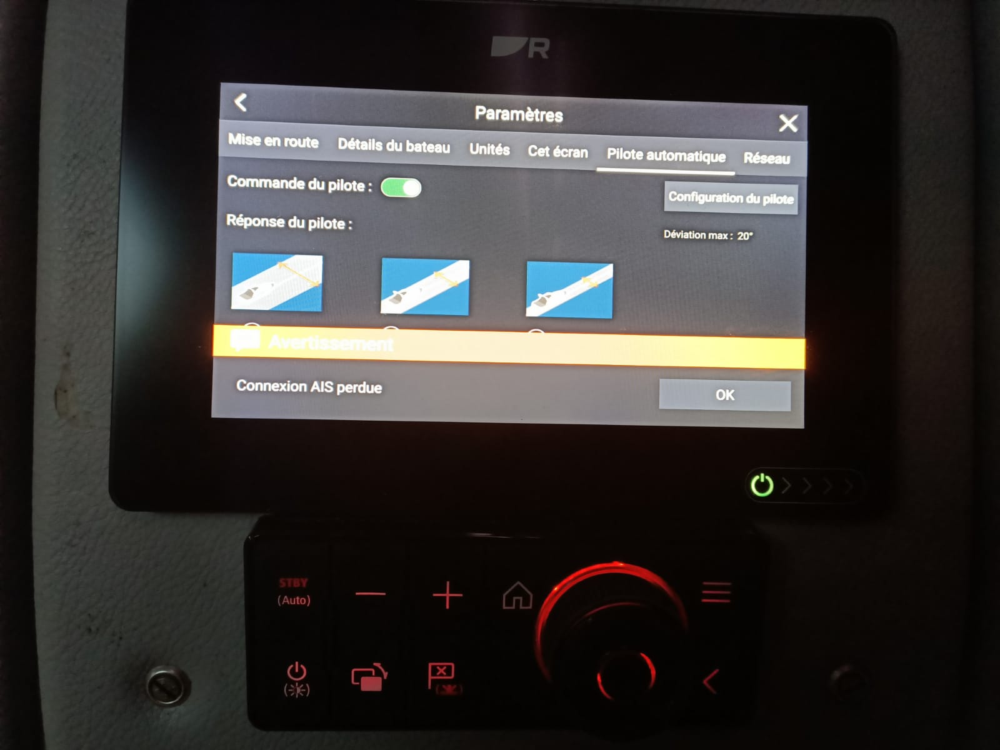 R
Paramètres
Mise en route Détails du bateau Unités Cet écran Pilote automatique Réseau
Commande du pilote :
Configuration du pilote
Réponse du pilote :
Déviation max : 20°
Avertissement
Connexion AIS perdue
OK
STBY
(Auto)